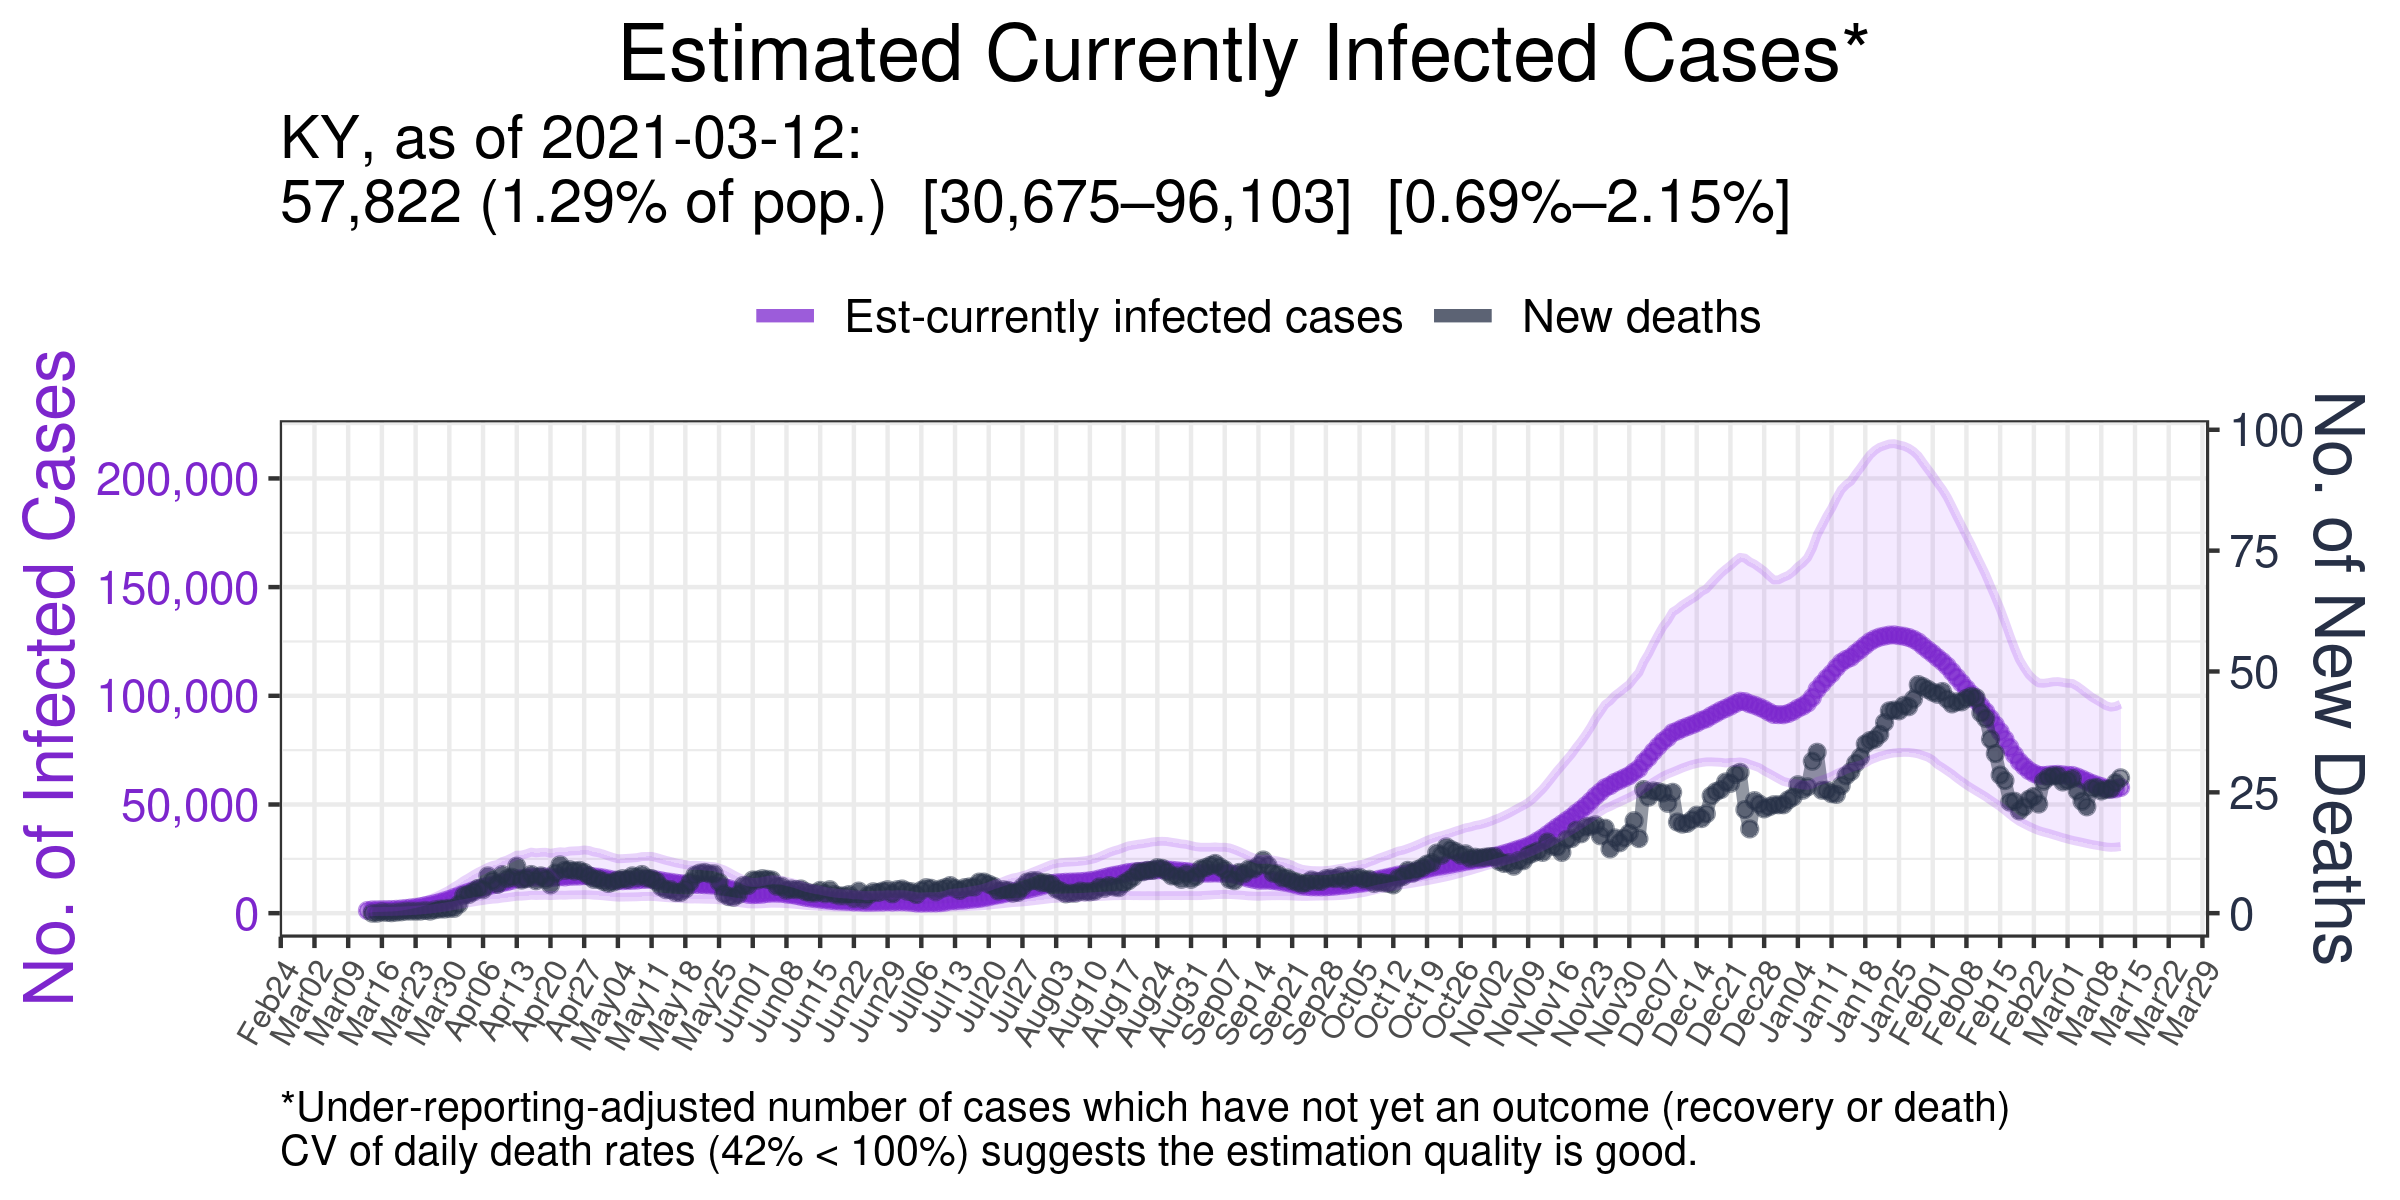 Estimated Currently Infected Cases*
KY, as of 2021-03-12:
57,822 (1.29% of pop.) [30,675–96,103] [0.69%–2.15%]
Est-currently infected cases
New deaths
No. of Infected Cases
200,000
150,000
100,000
50,000
0
100
75
50
25
0
No. of New Deaths
Feb24
Mar02
Mar09
Mar16
Mar23
Mar30
Apr06
Apr13
Apr20
Apr27
May04
May11
May18
May25
Jun01
Jun08
Jun15
Jun22
Jun29
Jul06
Jul13
Jul20
Jul27
Aug03
Aug10
Aug17
Aug24
Aug31
Sep07
Sep14
Sep21
Sep28
Oct05
Oct12
Oct19
Oct26
Nov02
Nov09
Nov16
Nov23
Nov30
Dec07
Dec14
Dec21
Dec28
Jan04
Jan11
Jan18
Jan25
Feb01
Feb08
Feb15
Feb22
Mar01
Mar08
Mar15
Mar22
Mar29
*Under-reporting-adjusted number of cases which have not yet an outcome (recovery or death)
CV of daily death rates (42% < 100%) suggests the estimation quality is good.